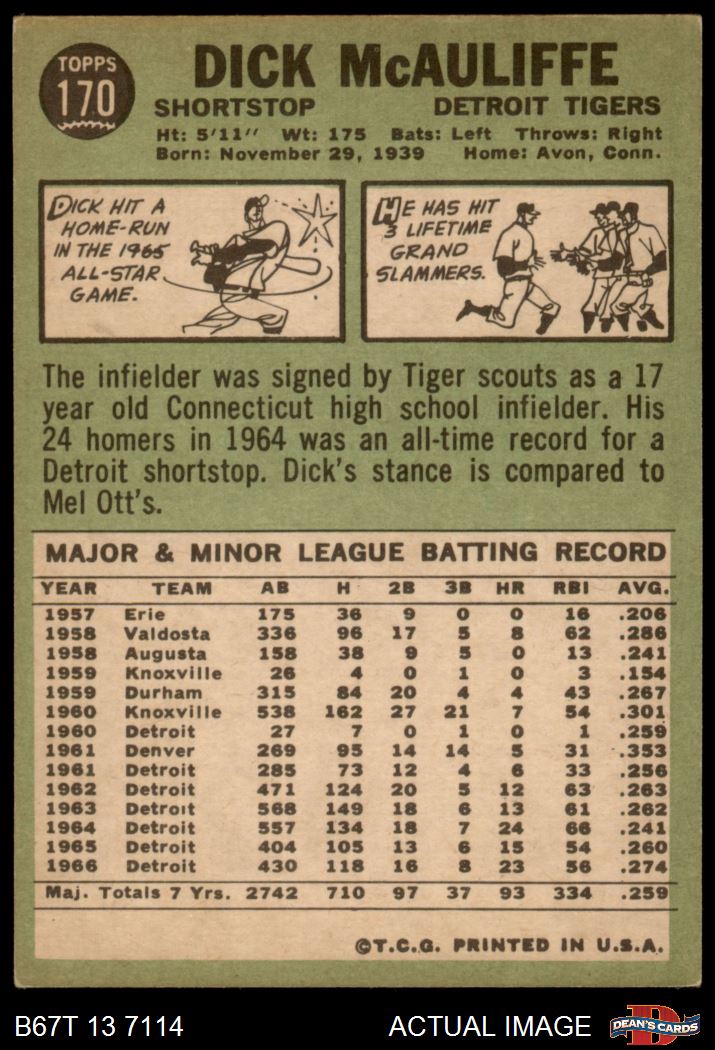 TOPPS
170
DICK McAULIFFE
SHORTSTOP DETROIT TIGERS
Ht: 5'11" Wt: 175 Bats: Left Throws: Right
Born: November 29, 1939 Home: Avon, Conn.
DICK HIT A
HOME-RUN
IN THE 1965
ALL-STAR
GAME.
HE HAS HIT
3 LIFETIME
GRAND
SLAMMERS.
The infielder was signed by Tiger scouts as a 17
year old Connecticut high school infielder. His
24 homers in 1964 was an all-time record for a
Detroit shortstop. Dick's stance is compared to
Mel Ott's.
MAJOR & MINOR LEAGUE BATTING RECORD
YEAR TEAM AB H 2B 3B HR RBI AVG.
1957 Erie 175 36 9 0 0 16 .206
1958 Valdosta 336 96 17 5 8 62 .286
1958 Augusta 158 38 9 5 0 13 .241
1959 Knoxville 26 4 0 1 0 3 .154
1959 Durham 315 84 20 4 4 43 .267
1960 Knoxville 538 162 27 21 7 54 .301
1960 Detroit 27 7 0 1 0 1 .259
1961 Denver 269 95 14 14 5 31 .353
1961 Detroit 285 73 12 4 6 33 .256
1962 Detroit 471 124 20 5 12 63 .263
1963 Detroit 568 149 18 6 13 61 .262
1964 Detroit 557 134 18 7 24 66 .241
1965 Detroit 404 105 13 6 15 54 .260
1966 Detroit 430 118 16 8 23 56 .274
Maj. Totals 7 Yrs. 2742 710 97 37 93 334 .259
©T.C.G. PRINTED IN U.S.A.
B67T 13 7114 ACTUAL IMAGE
DEAN'S CARDS